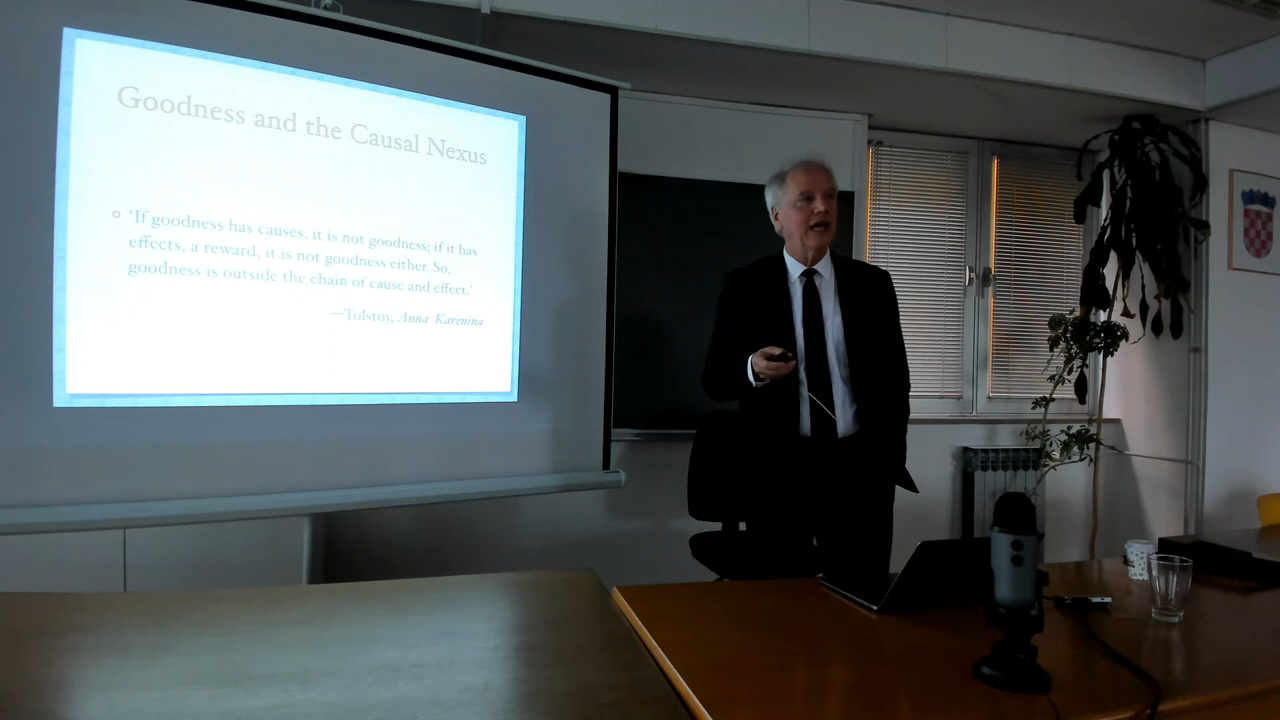 Goodness and the Causal Nexus
‘If goodness has causes, it is not goodness; if it has
effects, a reward, it is not goodness either. So,
goodness is outside the chain of cause and effect.’
—Tolstoy, Anna Karenina